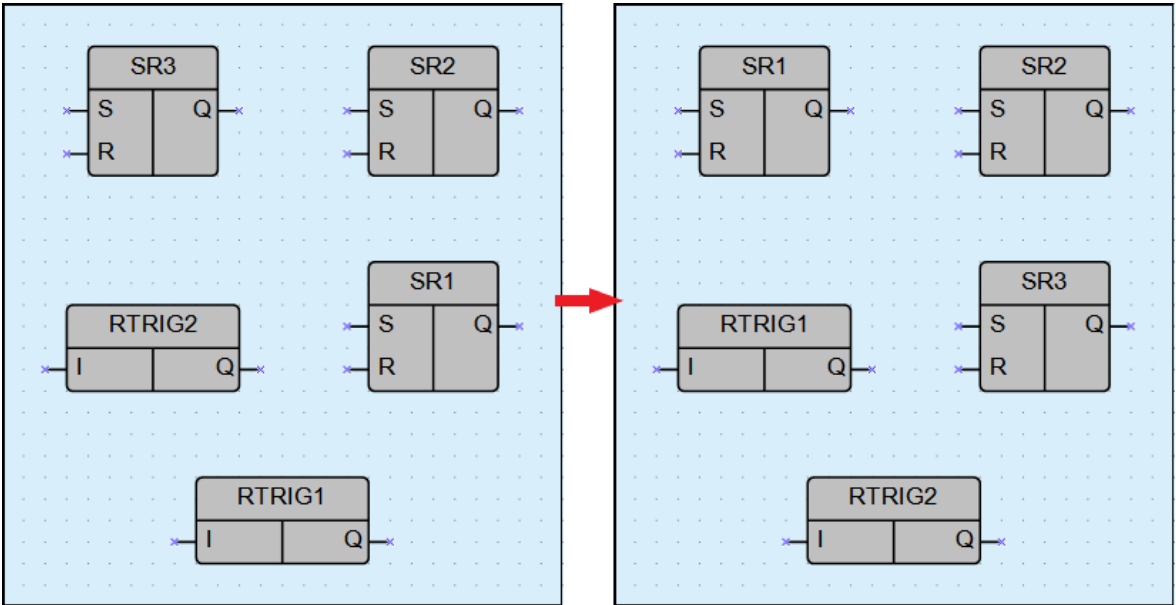 SR3
S Q
R
SR2
S Q
R
RTRIG2
I Q
SR1
S Q
R
RTRIG1
I Q
SR1
S Q
R
SR2
S Q
R
RTRIG1
I Q
SR3
S Q
R
RTRIG2
I Q